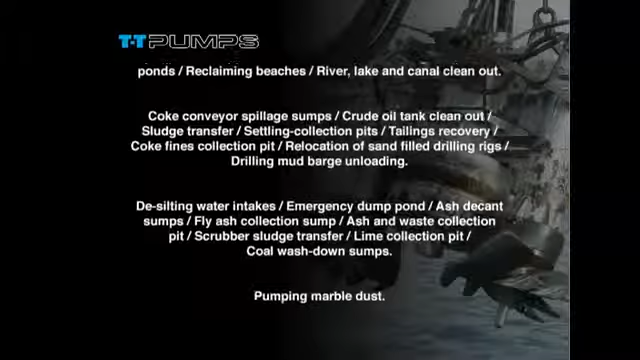 T-T PUMPS
ponds / Reclaiming beaches / River, lake and canal clean out.
Coke conveyor spillage sumps / Crude oil tank clean out /
Sludge transfer / Settling-collection pits / Tailings recovery /
Coke fines collection pit / Relocation of sand filled drilling rigs /
Drilling mud barge unloading.
De-silting water intakes / Emergency dump pond / Ash decant
sumps / Fly ash collection sump / Ash and waste collection
pit / Scrubber sludge transfer / Lime collection pit /
Coal wash-down sumps.
Pumping marble dust.